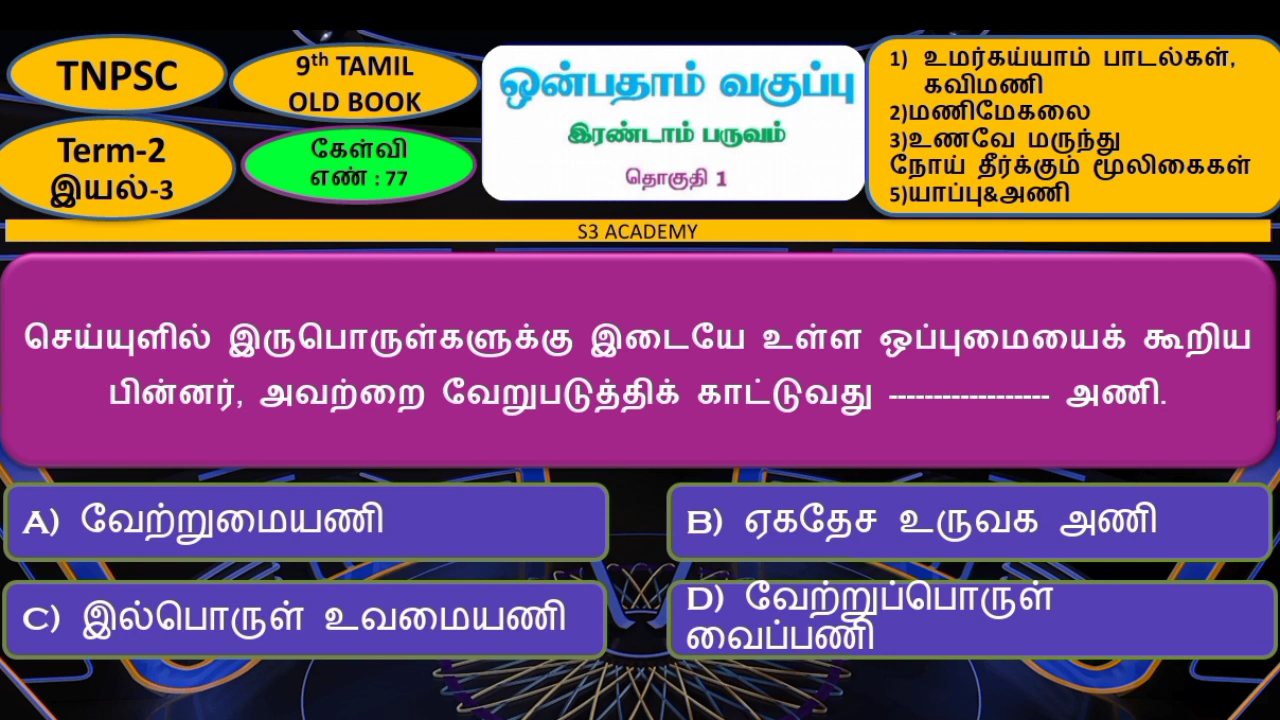 TNPSC
9th TAMIL
OLD BOOK
Term-2
இயல்-3
கேள்வி
எண் : 77
ஒன்பதாம் வகுப்பு
இரண்டாம் பருவம்
தொகுதி 1
1) உமர்கய்யாம் பாடல்கள்,
கவிமணி
2)மணிமேகலை
3)உணவே மருந்து
நோய் தீர்க்கும் மூலிகைகள்
5)யாப்பு&அணி
S3 ACADEMY
செய்யுளில் இருபொருள்களுக்கு இடையே உள்ள ஒப்புமையைக் கூறிய
பின்னர், அவற்றை வேறுபடுத்திக் காட்டுவது ------------------ அணி.
A) வேற்றுமையணி
B) ஏகதேச உருவக அணி
C) இல்பொருள் உவமையணி
D) வேற்றுப்பொருள்
வைப்பணி